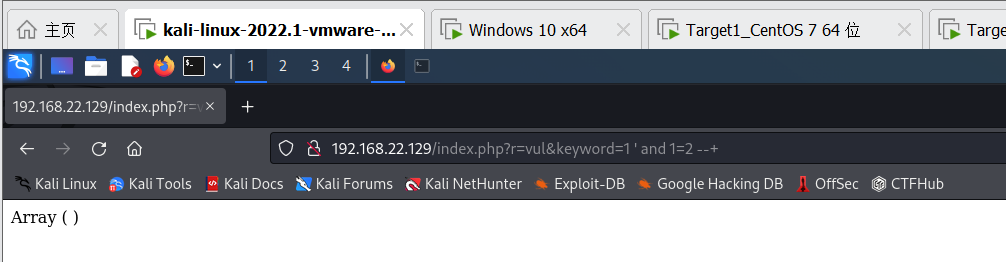 主页 kali-linux-2022.1-vmware-... Windows 10 x64 Target1_CentOS 7 64 位 Targe
1 2 3 4
192.168.22.129/index.php?r=v
192.168.22.129/index.php?r=vul&keyword=1 ' and 1=2 --+
Kali Linux Kali Tools Kali Docs Kali Forums Kali NetHunter Exploit-DB Google Hacking DB OffSec CTFHub
Array ( )